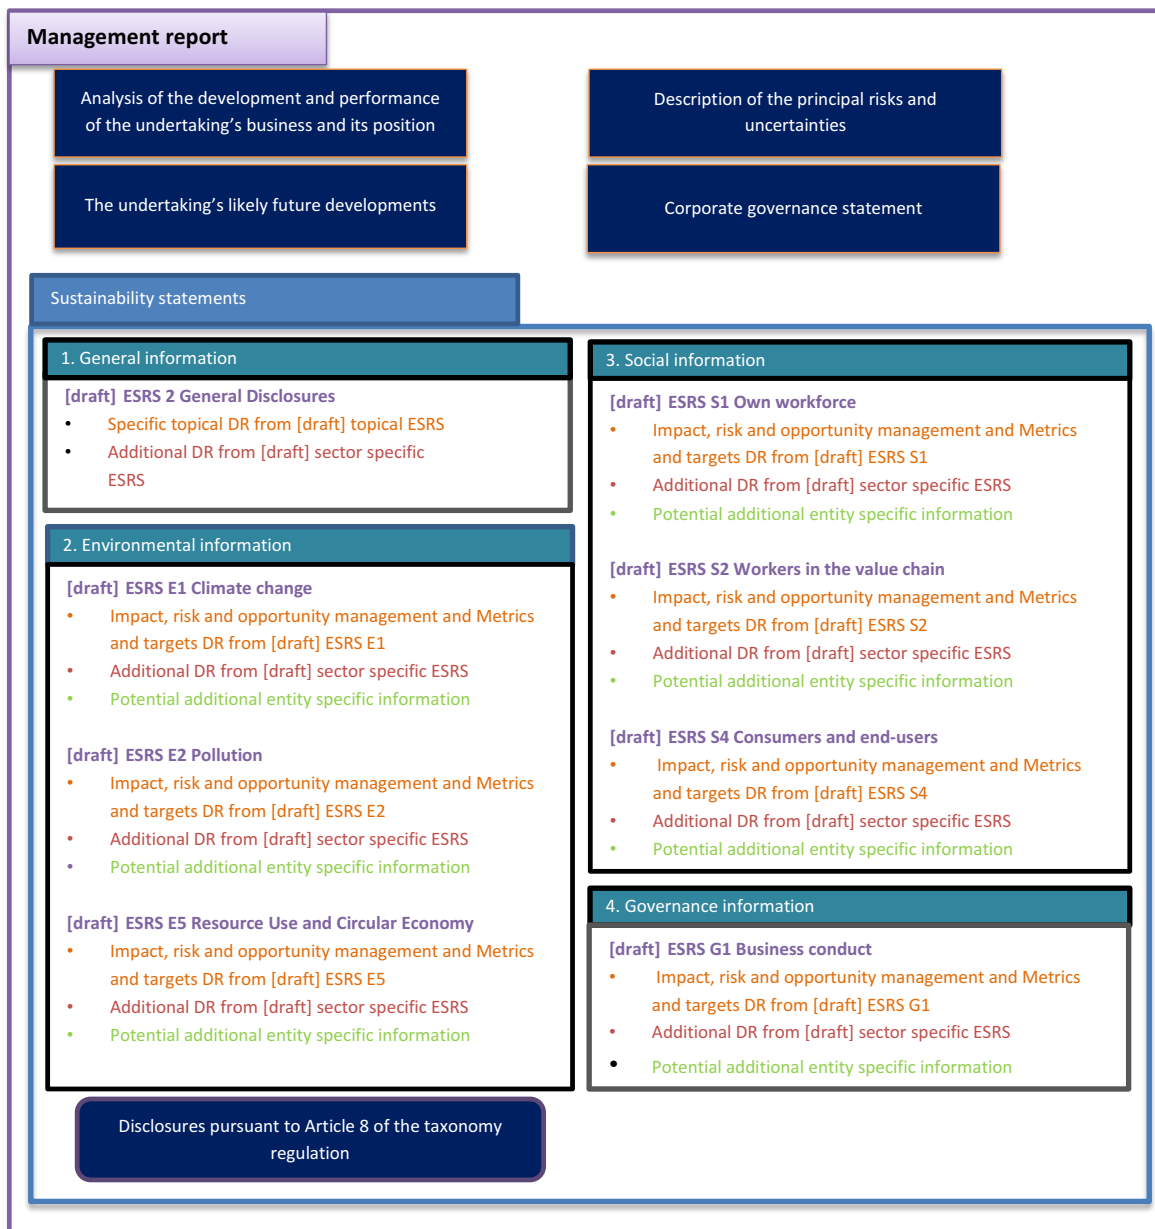 Management report
Analysis of the development and performance
of the undertaking’s business and its position
Description of the principal risks and
uncertainties
The undertaking’s likely future developments
Corporate governance statement
Sustainability statements
1. General information
[draft] ESRS 2 General Disclosures
• Specific topical DR from [draft] topical ESRS
• Additional DR from [draft] sector specific
ESRS
2. Environmental information
[draft] ESRS E1 Climate change
• Impact, risk and opportunity management and Metrics
and targets DR from [draft] ESRS E1
• Additional DR from [draft] sector specific ESRS
• Potential additional entity specific information
[draft] ESRS E2 Pollution
• Impact, risk and opportunity management and Metrics
and targets DR from [draft] ESRS E2
• Additional DR from [draft] sector specific ESRS
• Potential additional entity specific information
[draft] ESRS E5 Resource Use and Circular Economy
• Impact, risk and opportunity management and Metrics
and targets DR from [draft] ESRS E5
• Additional DR from [draft] sector specific ESRS
• Potential additional entity specific information
Disclosures pursuant to Article 8 of the taxonomy
regulation
3. Social information
[draft] ESRS S1 Own workforce
• Impact, risk and opportunity management and Metrics
and targets DR from [draft] ESRS S1
• Additional DR from [draft] sector specific ESRS
• Potential additional entity specific information
[draft] ESRS S2 Workers in the value chain
• Impact, risk and opportunity management and Metrics
and targets DR from [draft] ESRS S2
• Additional DR from [draft] sector specific ESRS
• Potential additional entity specific information
[draft] ESRS S4 Consumers and end-users
• Impact, risk and opportunity management and Metrics
and targets DR from [draft] ESRS S4
• Additional DR from [draft] sector specific ESRS
• Potential additional entity specific information
4. Governance information
[draft] ESRS G1 Business conduct
• Impact, risk and opportunity management and Metrics
and targets DR from [draft] ESRS G1
• Additional DR from [draft] sector specific ESRS
• Potential additional entity specific information